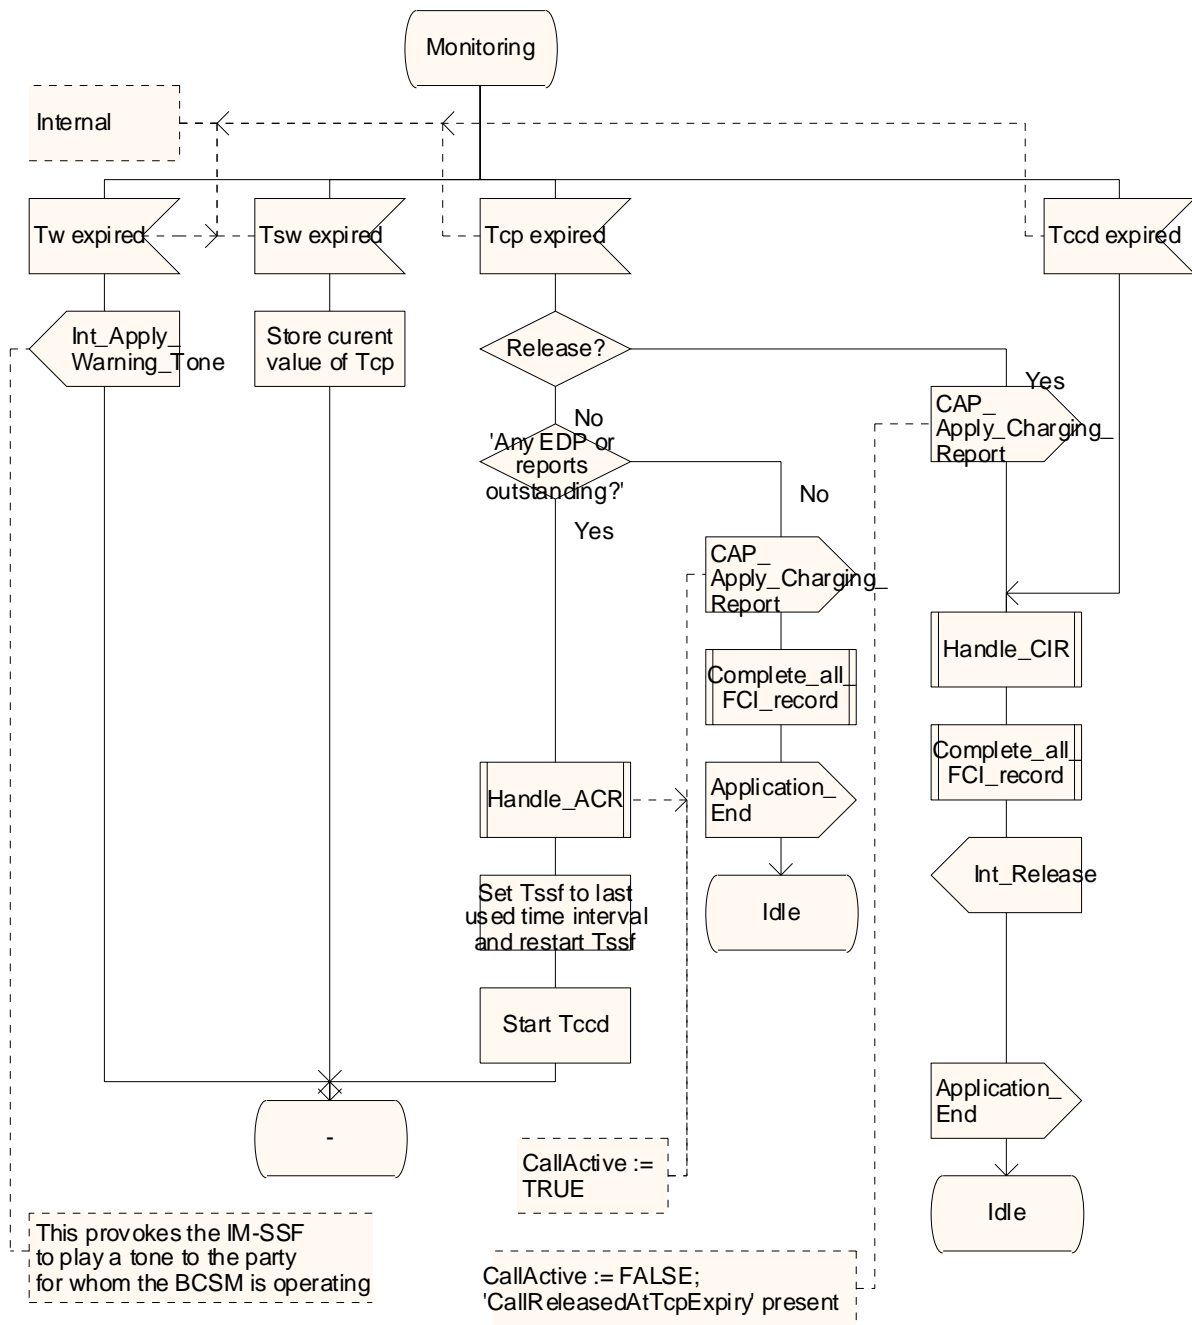 Monitoring
Internal
Tw expired
Tsw expired
Tcp expired
Tccd expired
Int_Apply_
Warning_Tone
Store curent
value of Tcp
Release?
Yes
No
CAP_
Apply_Charging_
Report
'Any EDP or
reports
outstanding?'
No
Yes
CAP_
Apply_Charging_
Report
Handle_CIR
Complete_all_
FCI_record
Complete_all_
FCI_record
Handle_ACR
Application_
End
Int_Release
Set Tssf to last
used time interval
and restart Tssf
Idle
Start Tccd
Application_
End
-
CallActive :=
TRUE
Idle
This provokes the IM-SSF
to play a tone to the party
for whom the BCSM is operating
CallActive := FALSE;
'CallReleasedAtTcpExpiry' present